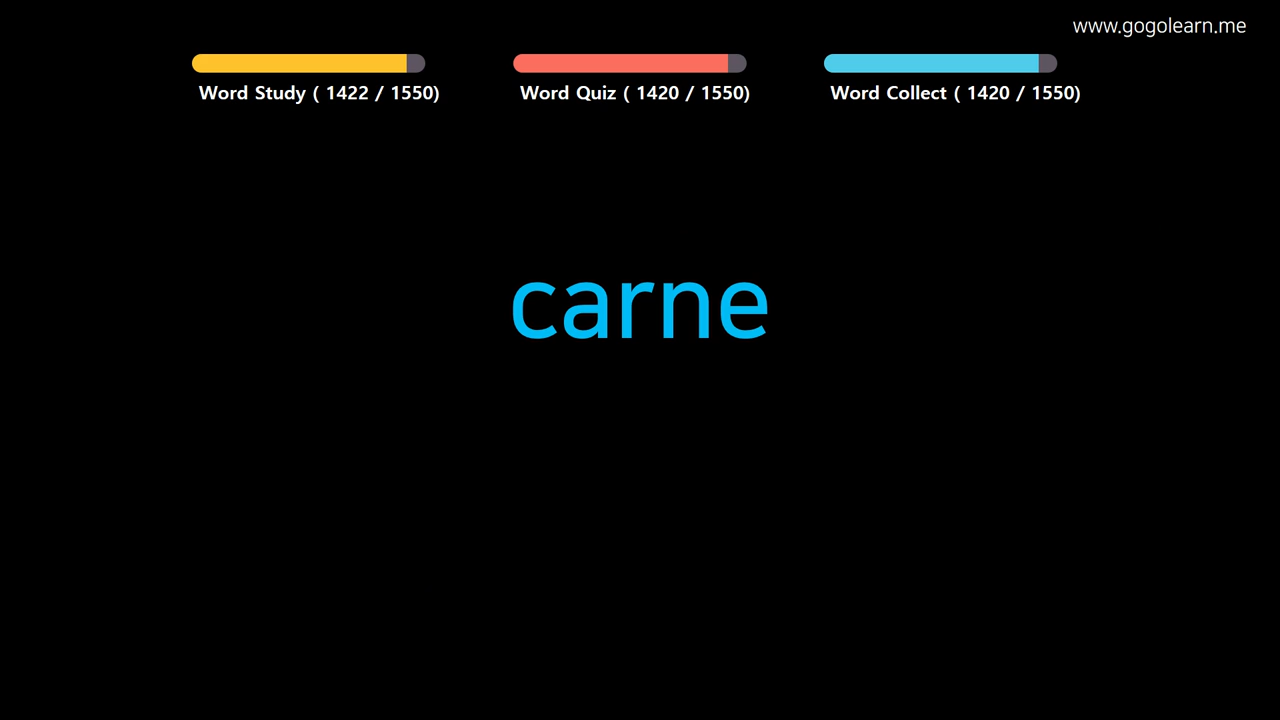 www.gogolearn.me
Word Study ( 1422 / 1550)
Word Quiz ( 1420 / 1550)
Word Collect ( 1420 / 1550)
carne